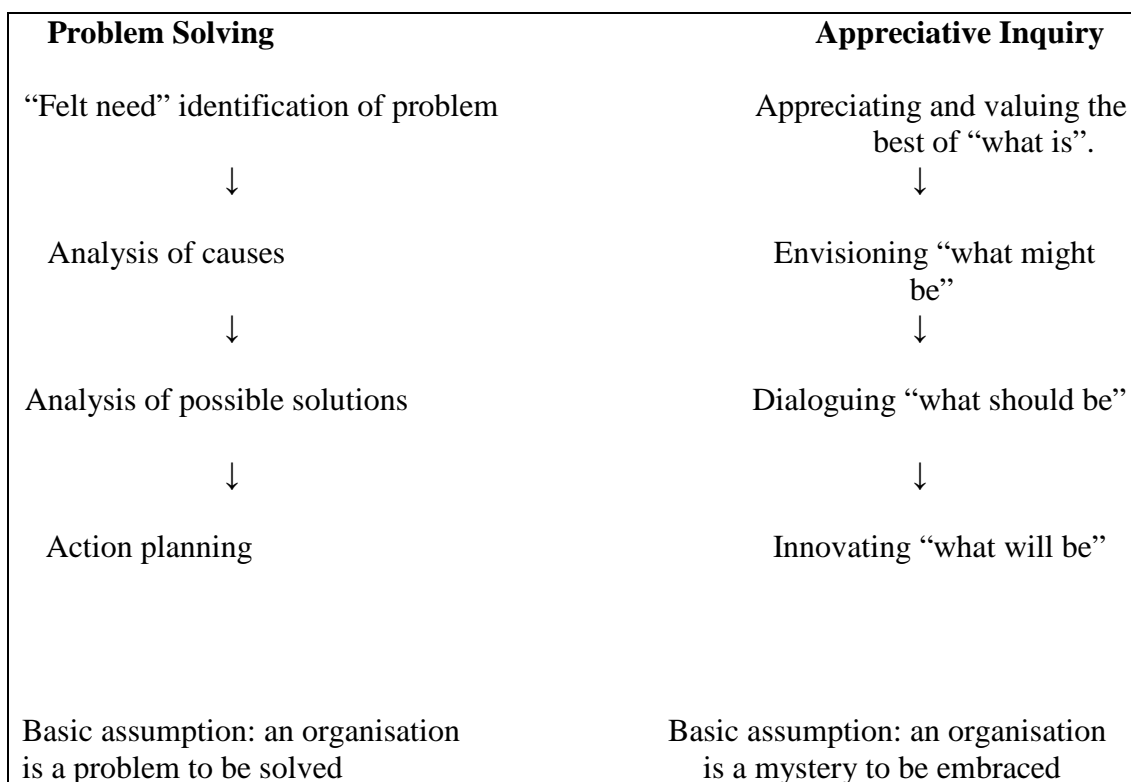 Problem Solving
Appreciative Inquiry
“Felt need” identification of problem
Appreciating and valuing the
best of “what is”.
↓
↓
Analysis of causes
Envisioning “what might
be”
↓
↓
Analysis of possible solutions
Dialoguing “what should be”
↓
↓
Action planning
Innovating “what will be”
Basic assumption: an organisation
is a problem to be solved
Basic assumption: an organisation
is a mystery to be embraced